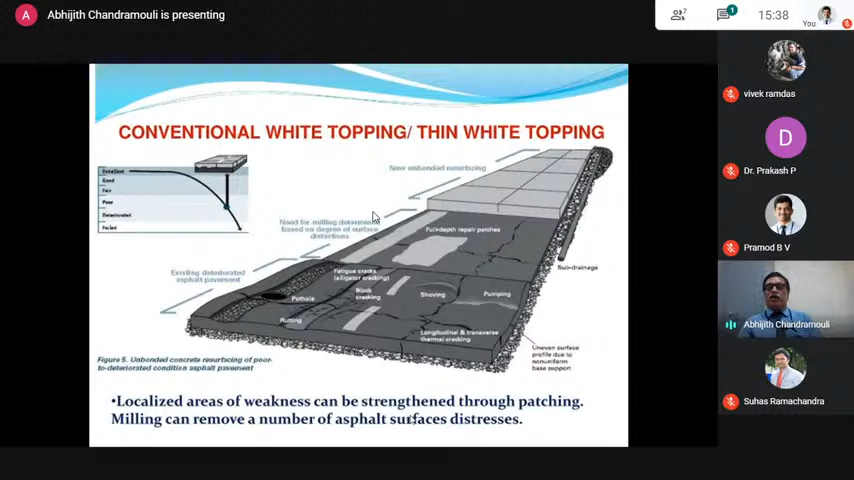 A
Abhijith Chandramouli is presenting
7
1
15:38
You
CONVENTIONAL WHITE TOPPING/ THIN WHITE TOPPING
Excellent
Good
Fair
Poor
Deteriorated
Failed
New unbonded resurfacing
Need for milling determined
based on degree of surface
distortions
Full-depth repair patches
Existing deteriorated
asphalt pavement
Sub-drainage
Fatigue cracks
(alligator cracking)
Pothole
Block
cracking
Shoving
Pumping
Rutting
Longitudinal & transverse
thermal cracking
Uneven surface
profile due to
nonuniform
base support
Figure 5. Unbonded concrete resurfacing of poor-
to-deteriorated condition asphalt pavement
•Localized areas of weakness can be strengthened through patching.
Milling can remove a number of asphalt surfaces distresses.
vivek ramdas
D
Dr. Prakash P
Pramod B V
Abhijith Chandramouli
Suhas Ramachandra